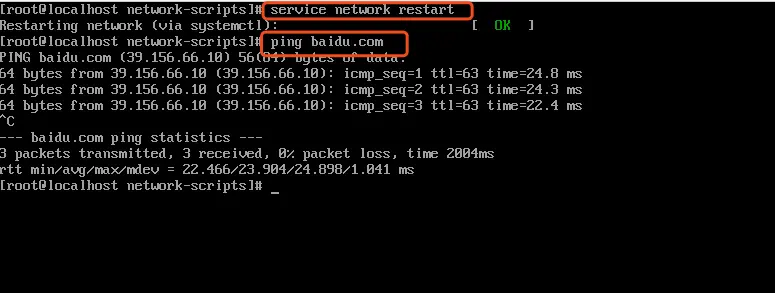 [root@localhost network-scripts]# service network restart
Restarting network (via systemctl): [ OK ]
[root@localhost network-scripts]# ping baidu.com
PING baidu.com (39.156.66.10) 56(84) bytes of data.
64 bytes from 39.156.66.10 (39.156.66.10): icmp_seq=1 ttl=63 time=24.8 ms
64 bytes from 39.156.66.10 (39.156.66.10): icmp_seq=2 ttl=63 time=24.3 ms
64 bytes from 39.156.66.10 (39.156.66.10): icmp_seq=3 ttl=63 time=22.4 ms
^C
--- baidu.com ping statistics ---
3 packets transmitted, 3 received, 0% packet loss, time 2004ms
rtt min/avg/max/mdev = 22.466/23.904/24.898/1.041 ms
[root@localhost network-scripts]# _